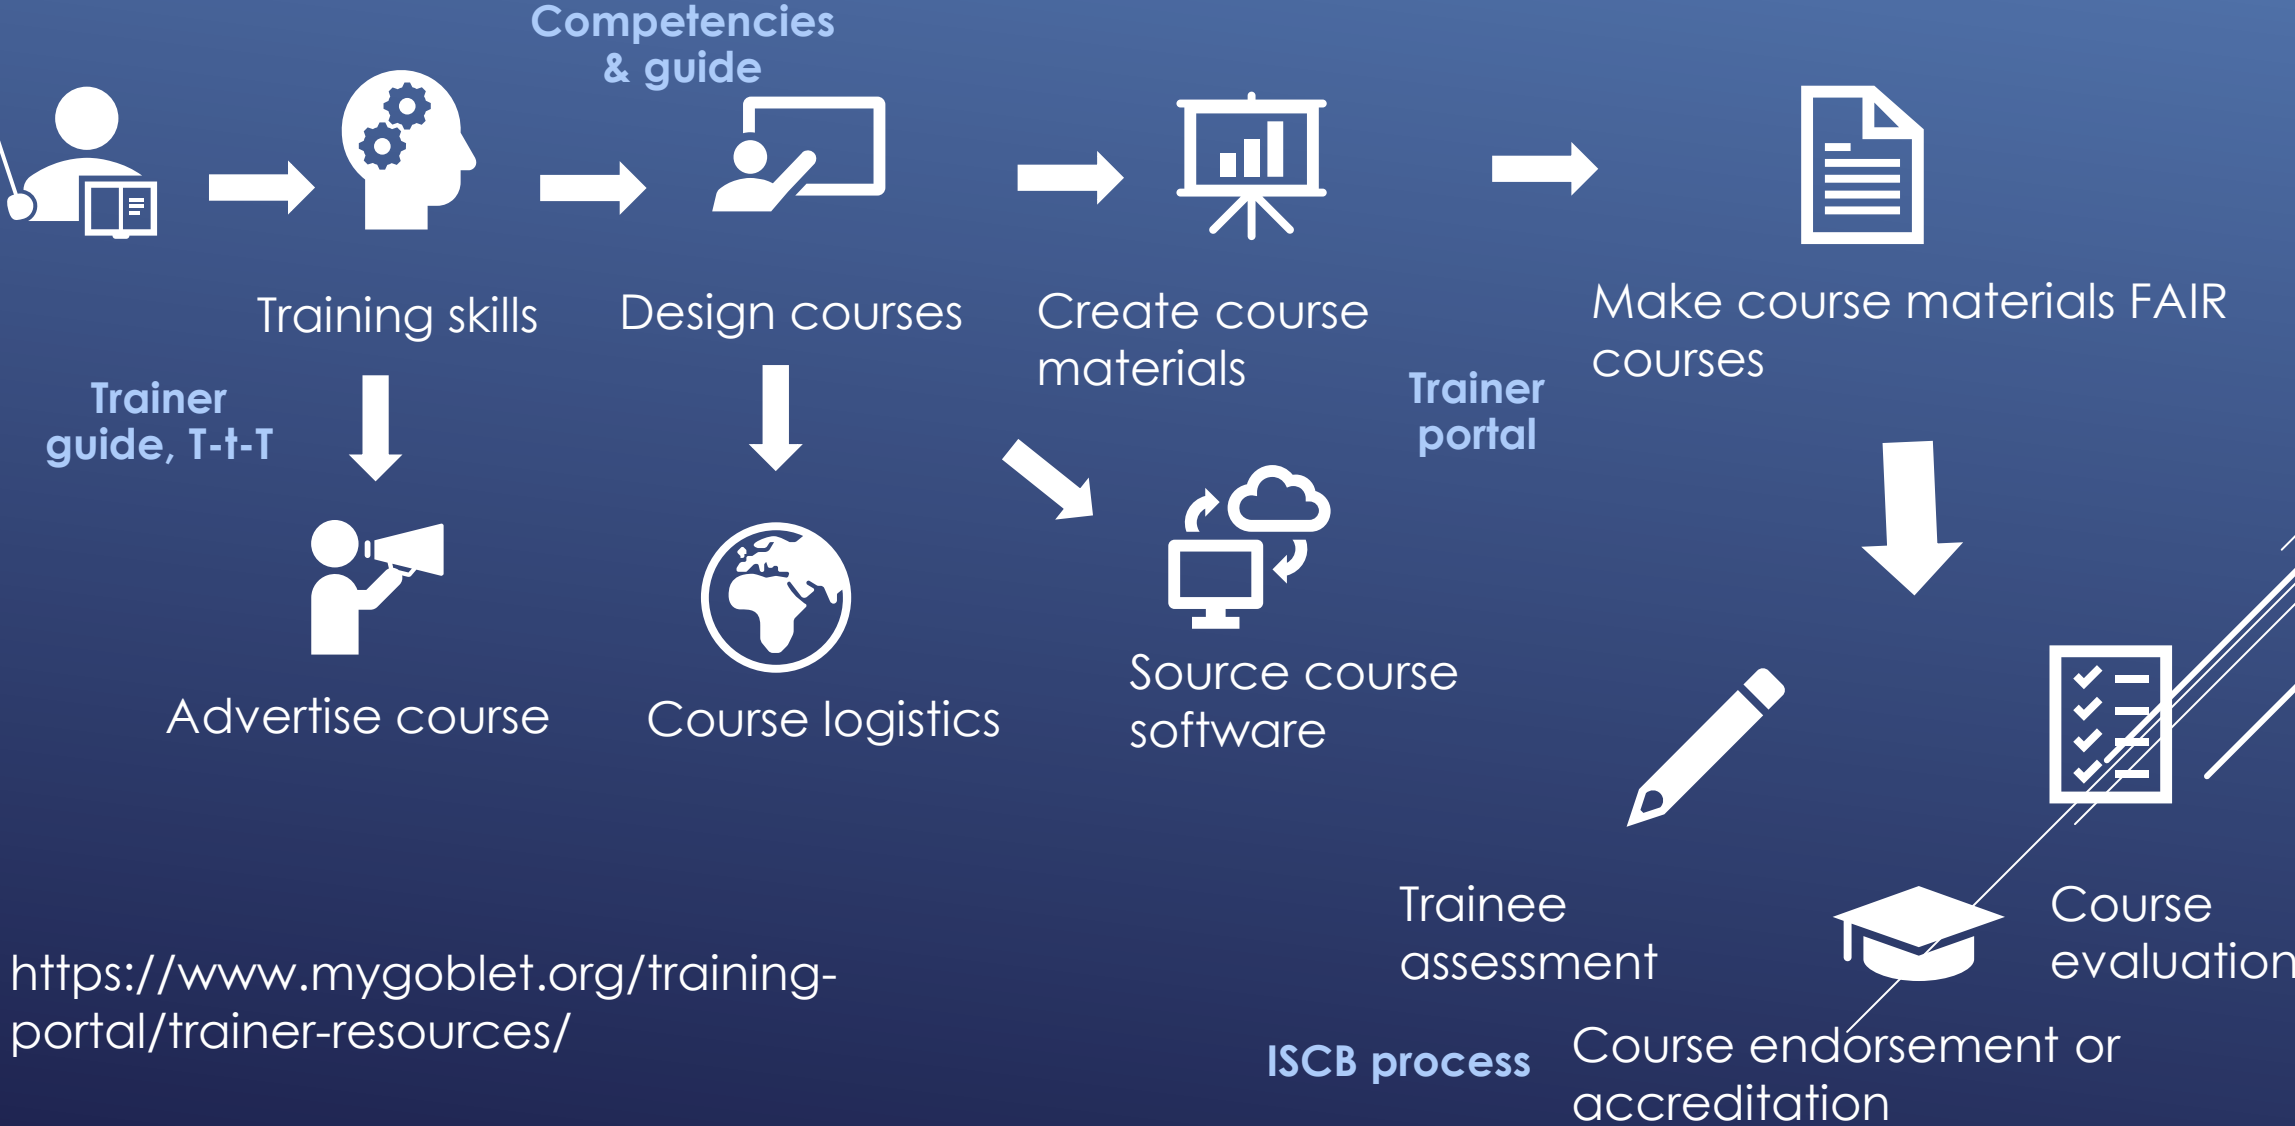 Competencies
& guide
Training skills
Design courses
Create course
materials
Make course materials FAIR
courses
Trainer
guide, T-t-T
Trainer
portal
Advertise course
Course logistics
Source course
software
Trainee
assessment
Course
evaluation
https://www.mygoblet.org/training-
portal/trainer-resources/
ISCB process
Course endorsement or
accreditation